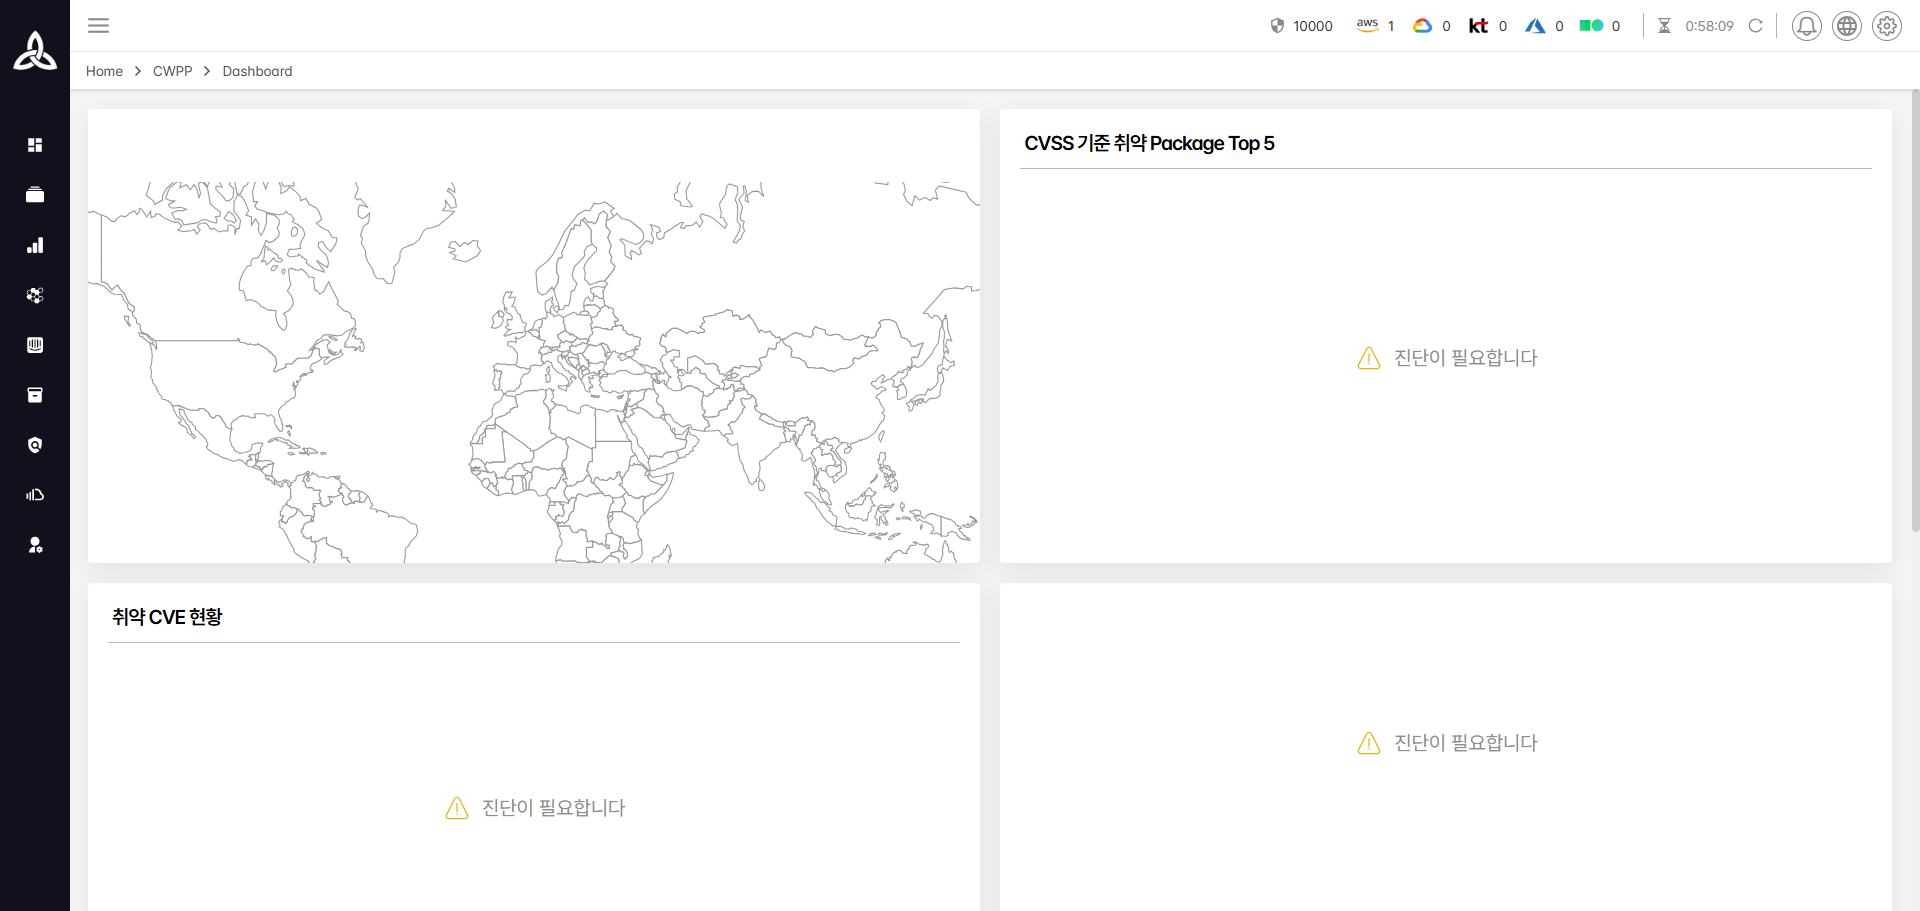 10000 aws 1 0 kt 0 0 0 0:58:09
Home > CWPP > Dashboard
CVSS 기준 취약 Package Top 5
진단이 필요합니다
취약 CVE 현황
진단이 필요합니다
진단이 필요합니다